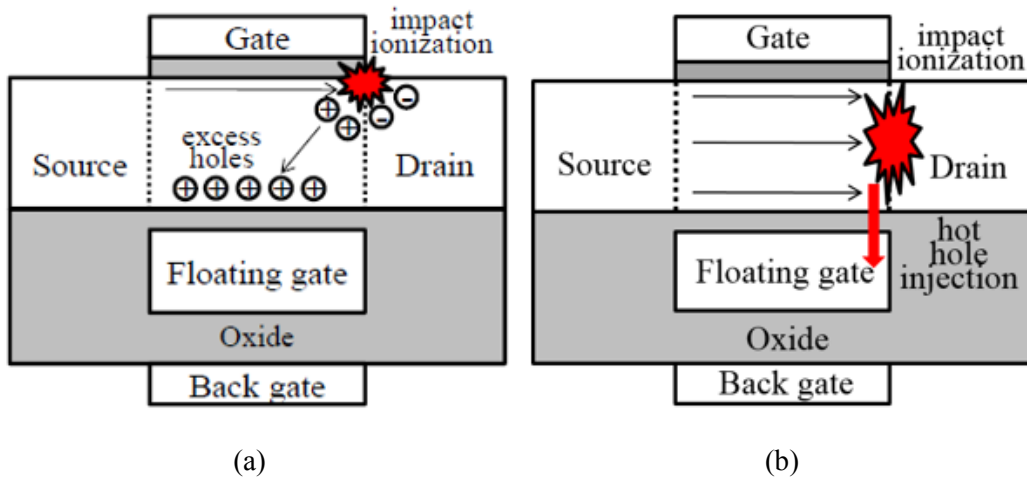 Gate
impact
ionization
⊕ ⊕ ⊖ ⊖
excess
holes
Source
Drain
⊕ ⊕ ⊕ ⊕ ⊕
Floating gate
Oxide
Back gate
(a)
Gate
impact
ionization
Source
Drain
hot
hole
injection
Floating gate
Oxide
Back gate
(b)